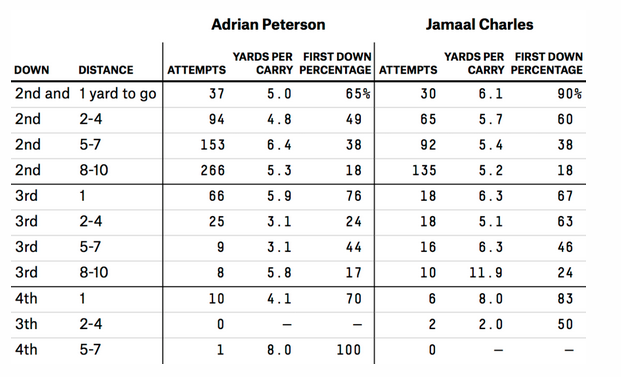 Adrian Peterson Jamaal Charles
YARDS PER FIRST DOWN YARDS PER FIRST DOWN
DOWN DISTANCE ATTEMPTS CARRY PERCENTAGE ATTEMPTS CARRY PERCENTAGE
2nd and 1 yard to go 37 5.0 65% 30 6.1 90%
2nd 2-4 94 4.8 49 65 5.7 60
2nd 5-7 153 6.4 38 92 5.4 38
2nd 8-10 266 5.3 18 135 5.2 18
3rd 1 66 5.9 76 18 6.3 67
3rd 2-4 25 3.1 24 18 5.1 63
3rd 5-7 9 3.1 44 16 6.3 46
3rd 8-10 8 5.8 17 10 11.9 24
4th 1 10 4.1 70 6 8.0 83
3th 2-4 0 — — 2 2.0 50
4th 5-7 1 8.0 100 0 — —